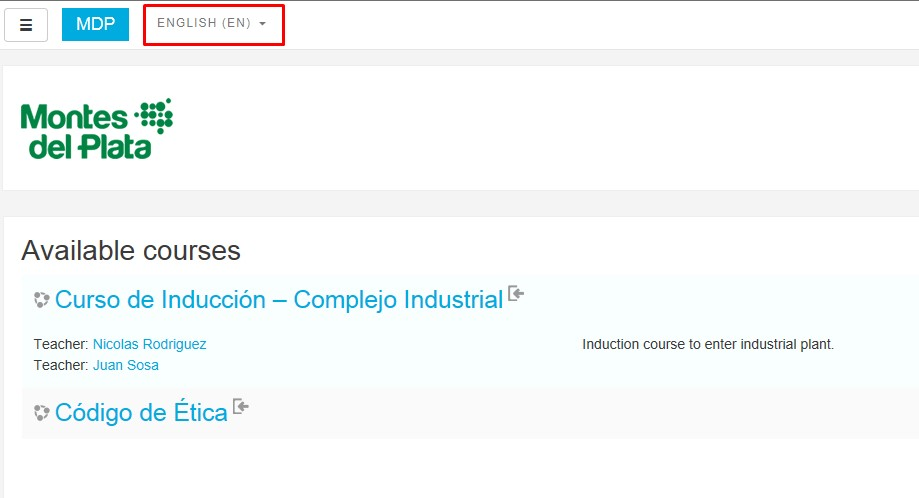 MDP
ENGLISH (EN)
Montes
del Plata
Available courses
Curso de Inducción – Complejo Industrial
Teacher: Nicolas Rodriguez
Induction course to enter industrial plant.
Teacher: Juan Sosa
Código de Ética